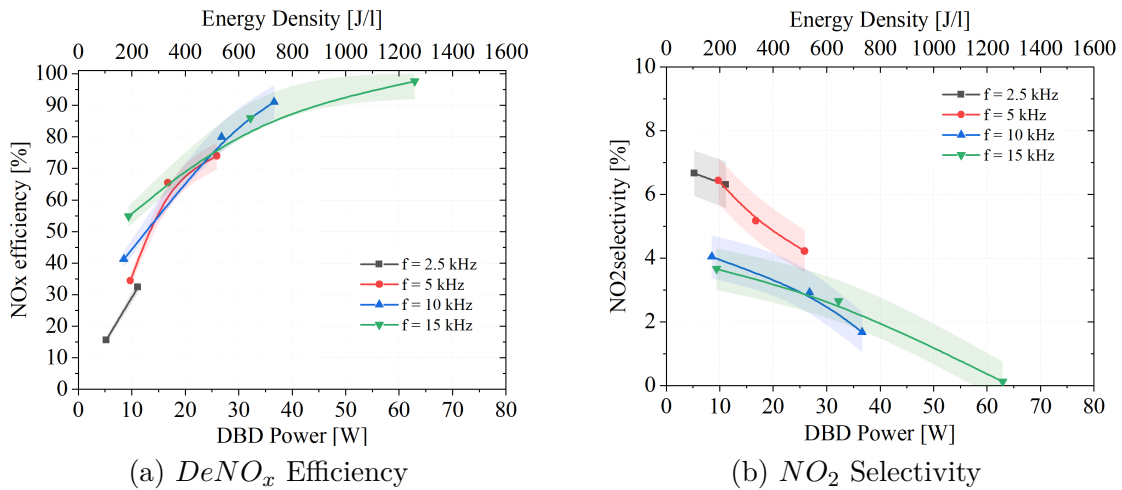 Energy Density [J/l]
0 200 400 600 800 1000 1200 1400 1600
100
90
80
70
60
50
40
30
20
10
0
NOx efficiency [%]
f = 2.5 kHz
f = 5 kHz
f = 10 kHz
f = 15 kHz
0 10 20 30 40 50 60 70 80
DBD Power [W]
(a) DeNOx Efficiency
Energy Density [J/l]
0 200 400 600 800 1000 1200 1400 1600
10
8
6
4
2
0
NO2selectivity [%]
f = 2.5 kHz
f = 5 kHz
f = 10 kHz
f = 15 kHz
0 10 20 30 40 50 60 70 80
DBD Power [W]
(b) NO2 Selectivity